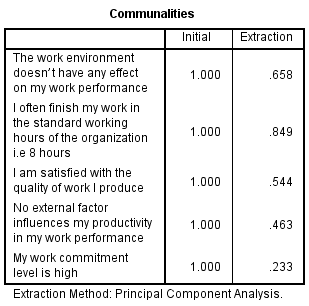 Communalities
Initial Extraction
The work environment
doesn't have any effect
on my work performance 1.000 .658
I often finish my work in
the standard working
hours of the organization
i.e 8 hours 1.000 .849
I am satisfied with the
quality of work I produce 1.000 .544
No external factor
influences my productivity
in my work performance 1.000 .463
My work commitment
level is high 1.000 .233
Extraction Method: Principal Component Analysis.